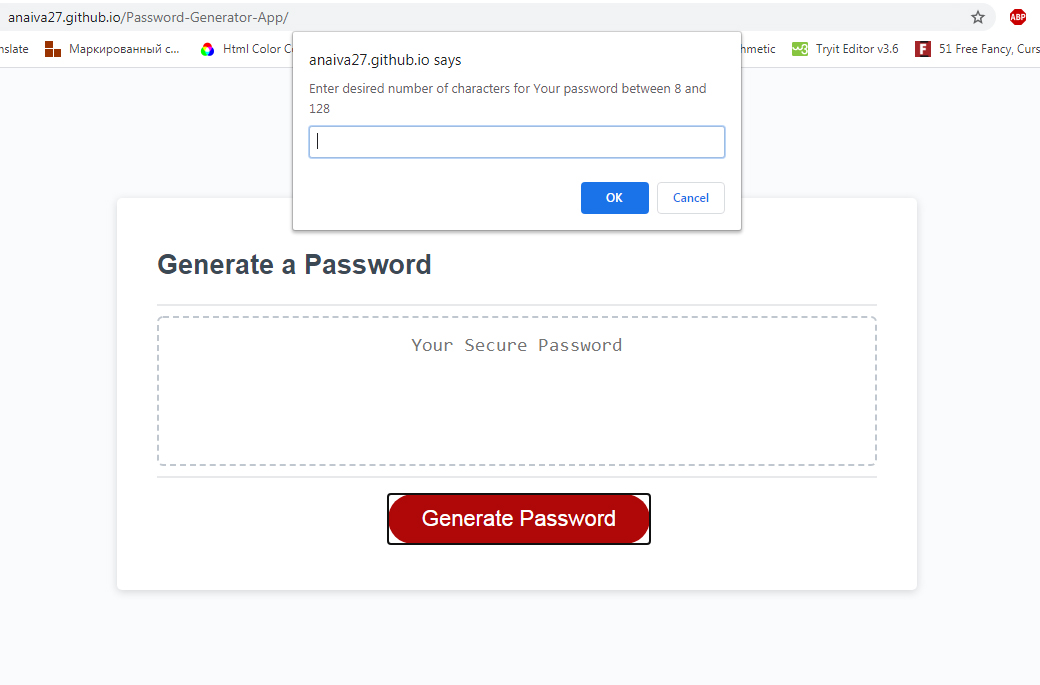 anaiva27.github.io/Password-Generator-App/
ABP
nslate Маркированный с... Html Color Co hmetic w3 Tryit Editor v3.6 F 51 Free Fancy, Curs
anaiva27.github.io says
Enter desired number of characters for Your password between 8 and
128
OK Cancel
Generate a Password
Your Secure Password
Generate Password